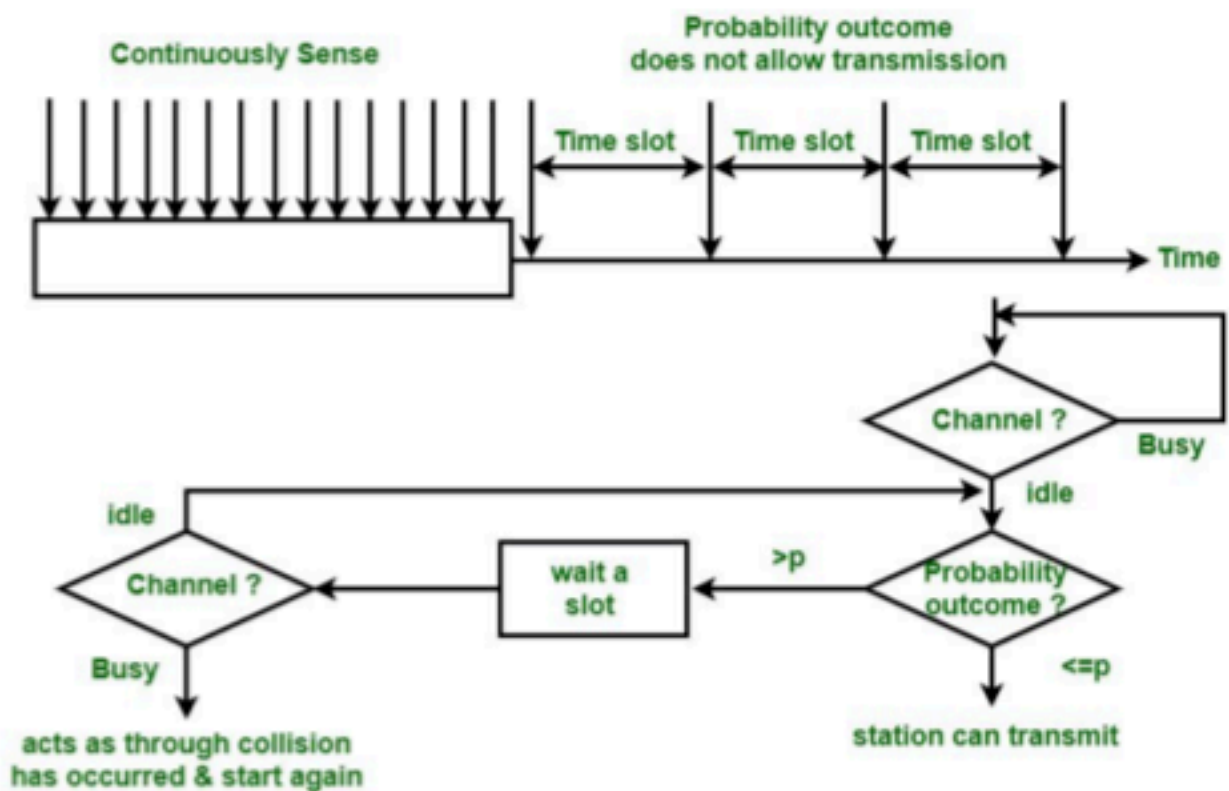 Continuously Sense
Probability outcome
does not allow transmission
Time slot
Time slot
Time slot
Time
Channel ?
Busy
idle
idle
Channel ?
wait a
slot
>p
Probability
outcome ?
Busy
<=p
acts as through collision
has occurred & start again
station can transmit